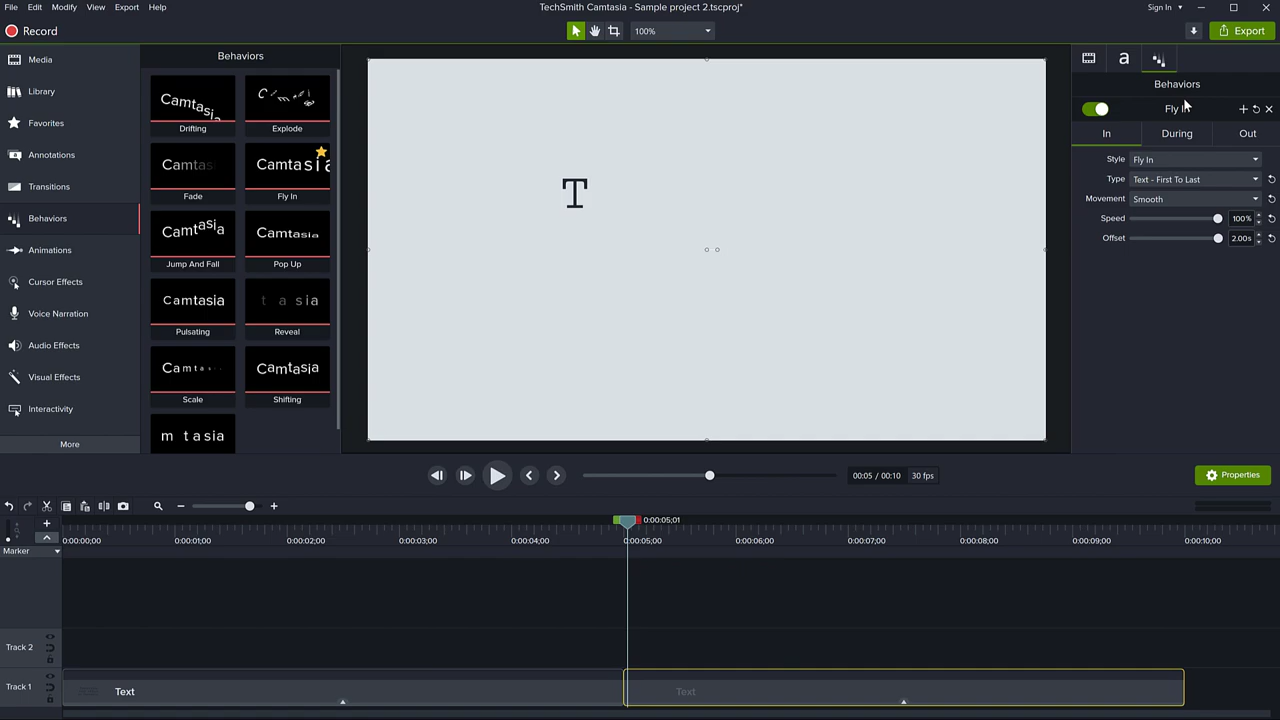 File Edit Modify View Export Help
TechSmith Camtasia - Sample project 2.tscproj*
Sign In
Record
100%
Export
Media
Library
Favorites
Annotations
Transitions
Behaviors
Animations
Cursor Effects
Voice Narration
Audio Effects
Visual Effects
Interactivity
More
Behaviors
Camtasia
Drifting
Explode
Camtas
Fade
Camtasia
Fly In
Camtasia
Jump And Fall
Camtasia
Pop Up
Camtasia
Pulsating
t a sia
Reveal
Camta
Scale
Camtasia
Shifting
m tasia
T
a
Behaviors
Fly In
In During Out
Style Fly In
Type Text - First To Last
Movement Smooth
Speed 100%
Offset 2.00s
00:05 / 00:10 30 fps
Properties
0:00:05;01
0:00:00;00 0:00:01;00 0:00:02;00 0:00:03;00 0:00:04;00 0:00:05;00 0:00:06;00 0:00:07;00 0:00:08;00 0:00:09;00 0:00:10;00
Marker
Track 2
Track 1
Text
Text